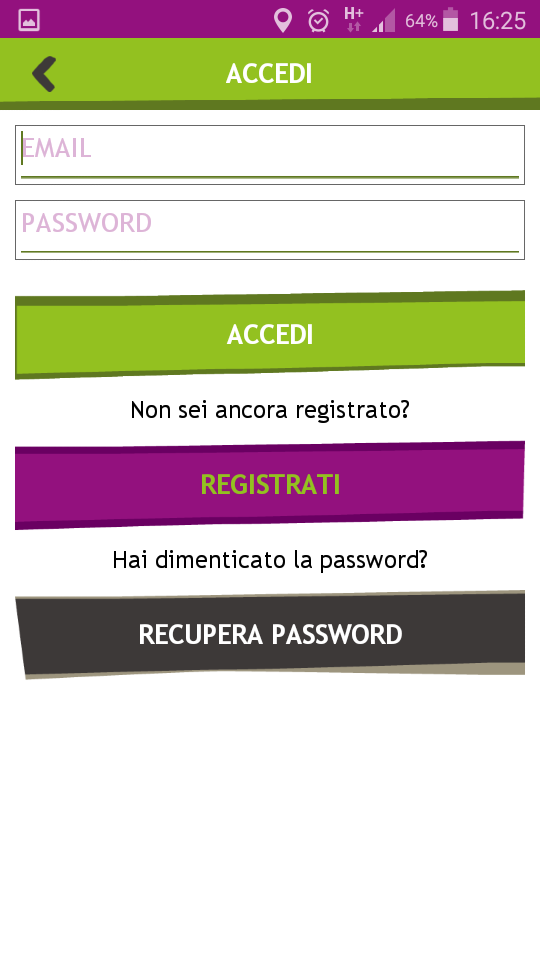 H+ 64% 16:25
ACCEDI
EMAIL
PASSWORD
ACCEDI
Non sei ancora registrato?
REGISTRATI
Hai dimenticato la password?
RECUPERA PASSWORD